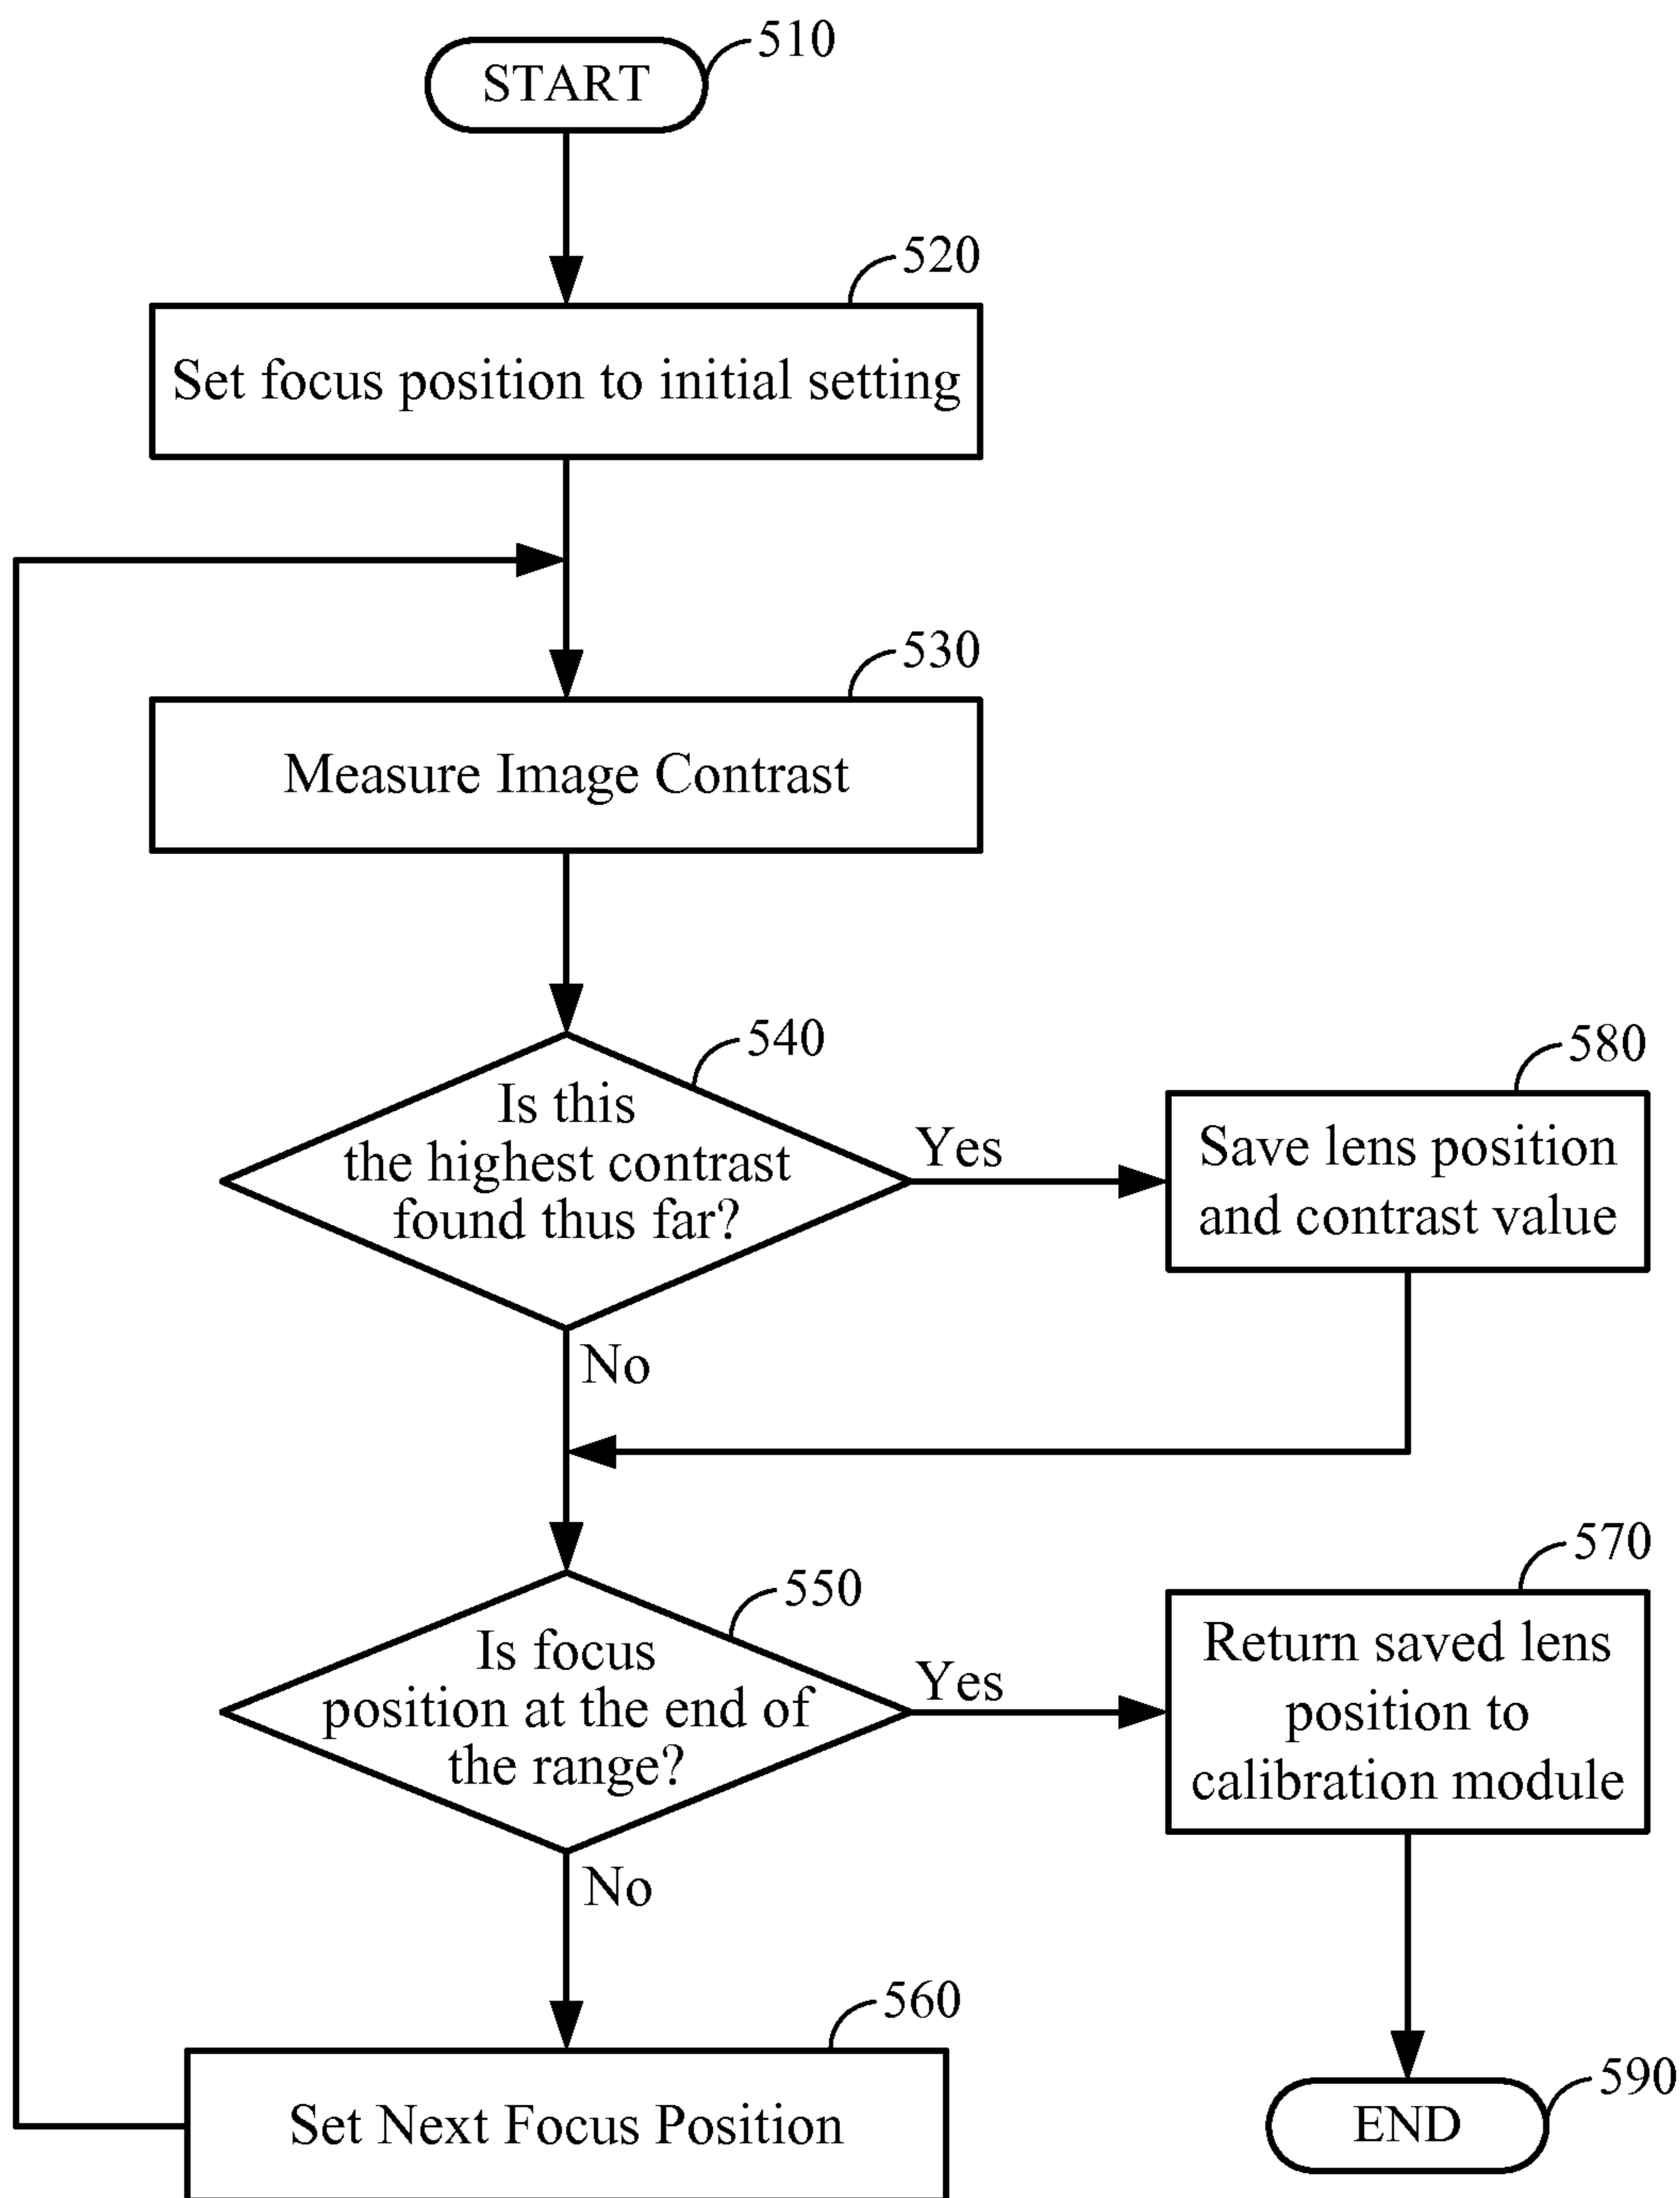 START
510
520
Set focus position to initial setting
530
Measure Image Contrast
540
Is this
the highest contrast
found thus far?
Yes
580
Save lens position
and contrast value
No
550
Is focus
position at the end of
the range?
Yes
570
Return saved lens
position to
calibration module
No
560
Set Next Focus Position
END
590